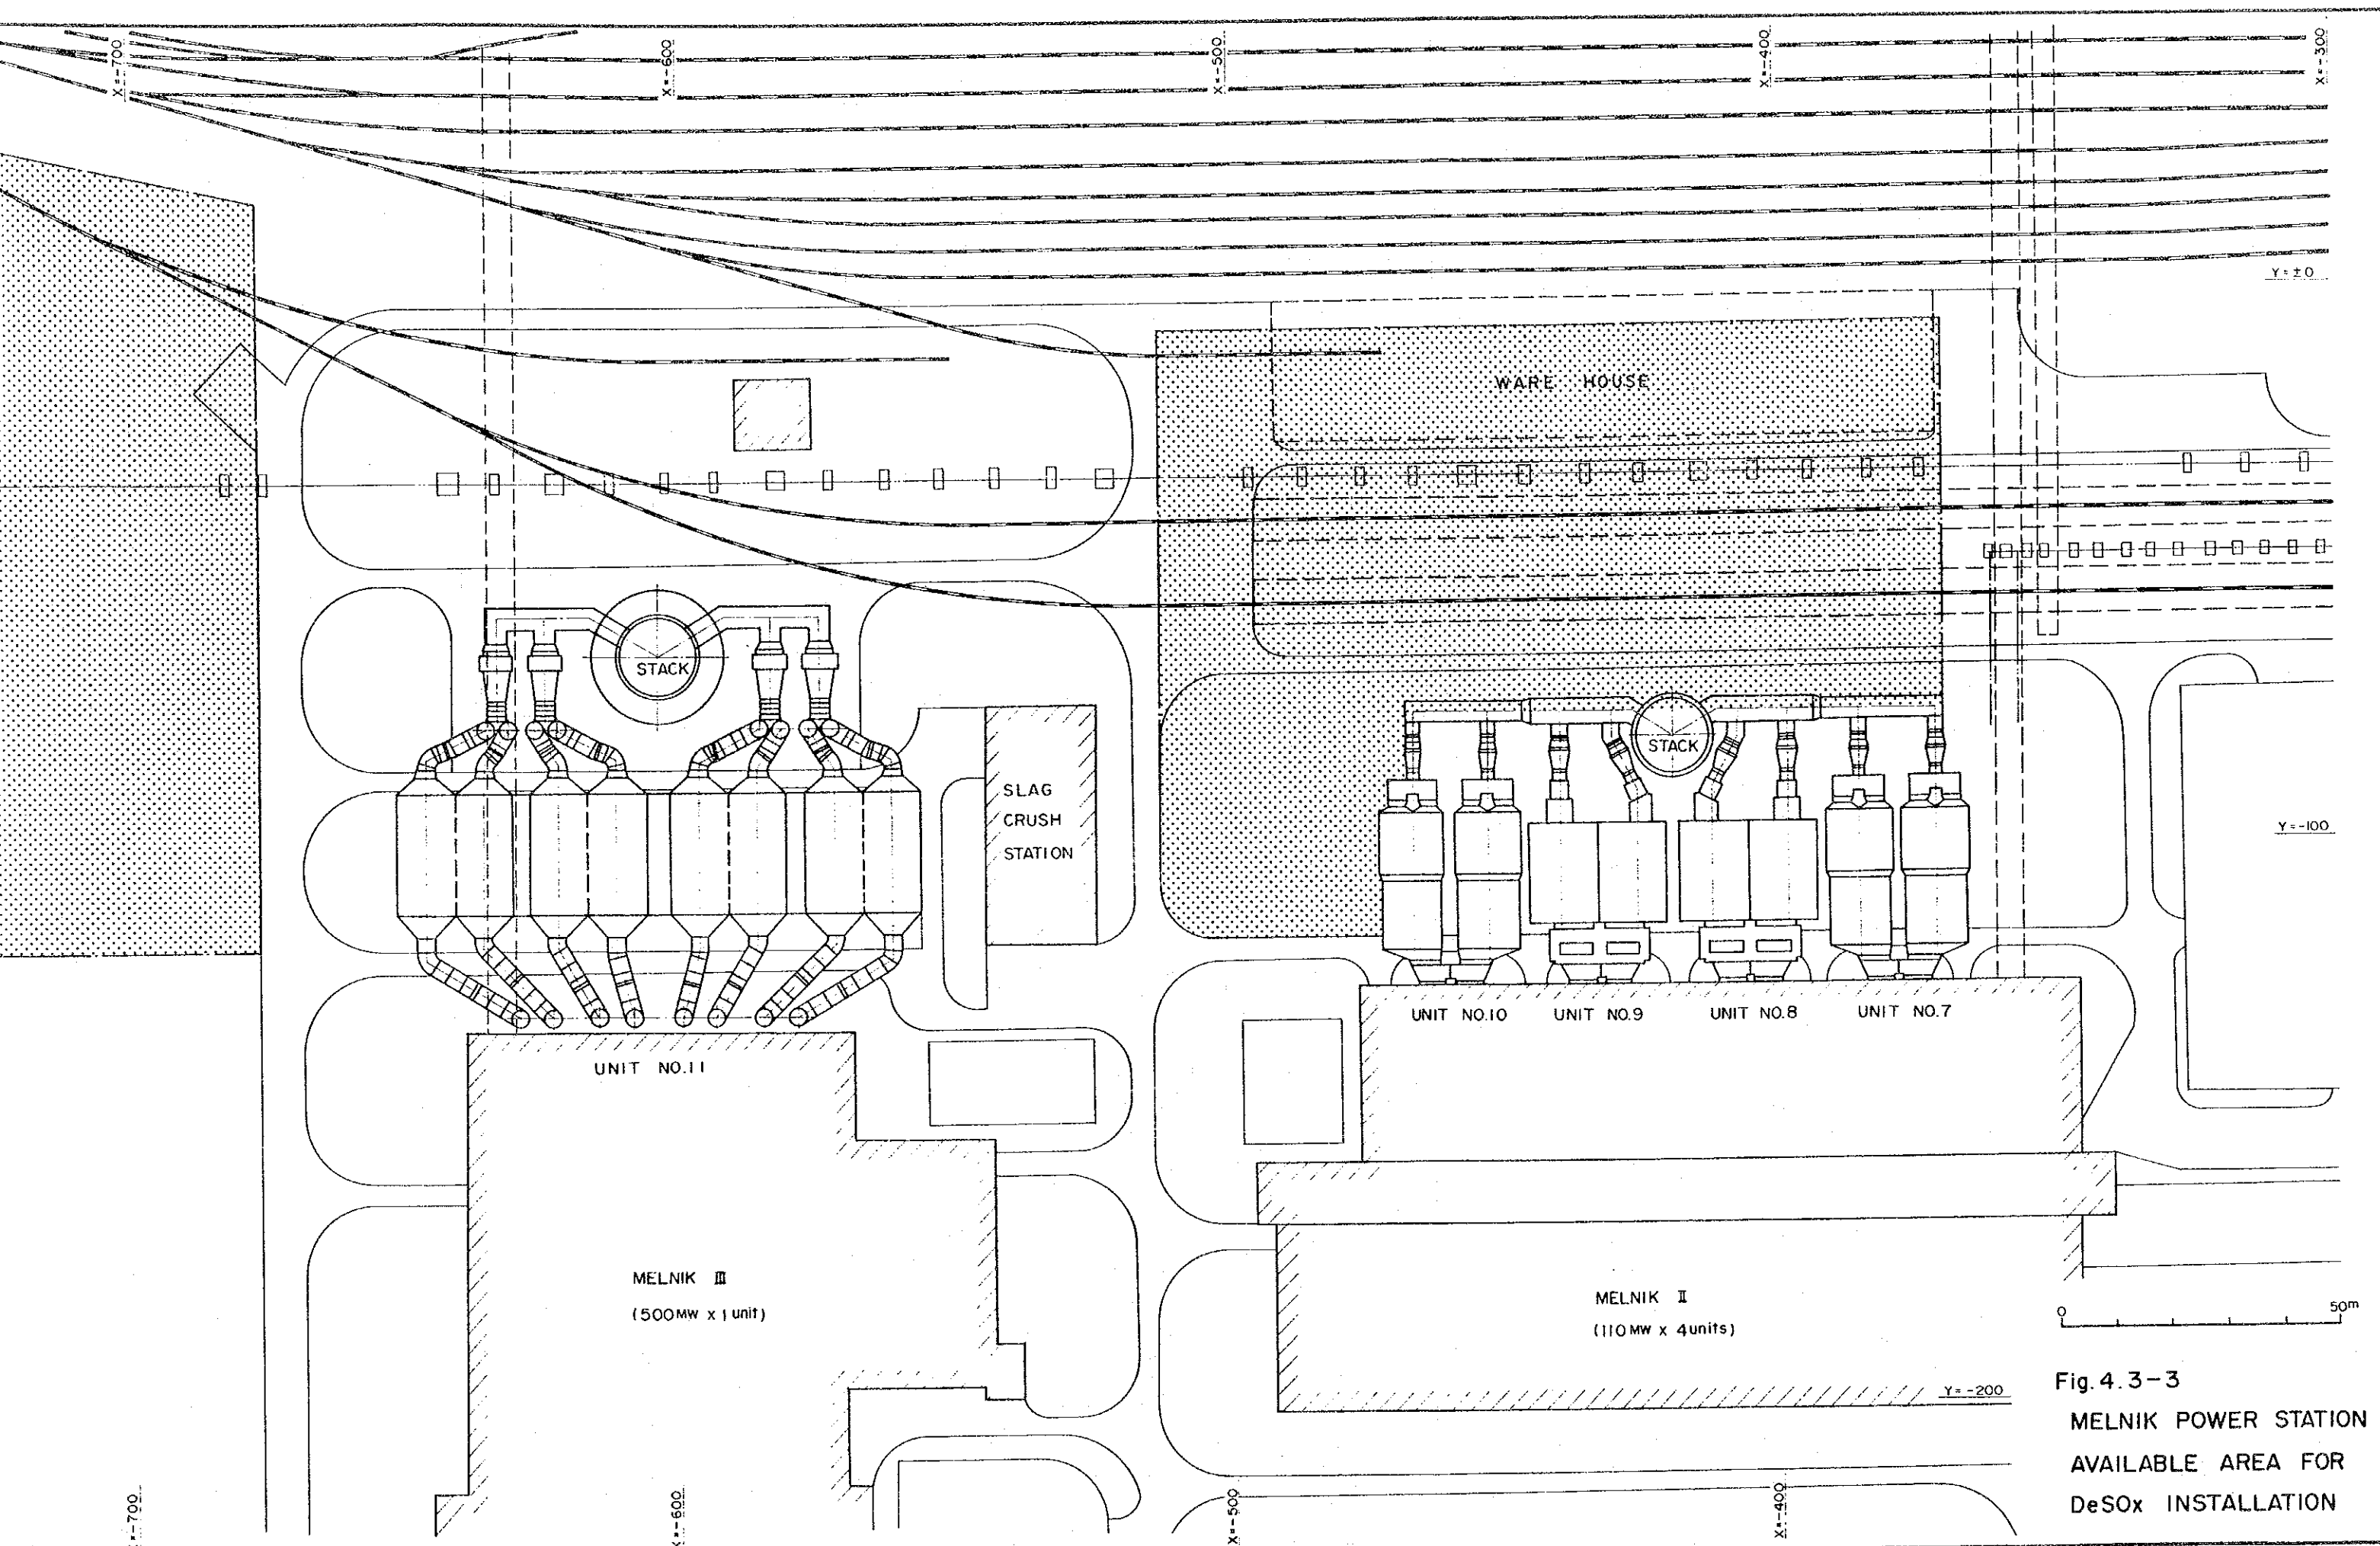 X=-700
X=-600
X=-500
X=-400
X=-300
Y=±0
WARE HOUSE
STACK
STACK
SLAG
CRUSH
STATION
Y=-100
UNIT NO.10
UNIT NO.9
UNIT NO.8
UNIT NO.7
UNIT NO.11
MELNIK III
(500MW x 1 unit)
MELNIK II
(110MW x 4units)
0
50m
Y=-200
Fig.4.3-3
MELNIK POWER STATION
AVAILABLE AREA FOR
DeSOx INSTALLATION
X=-700
X=-600
X=-500
X=-400